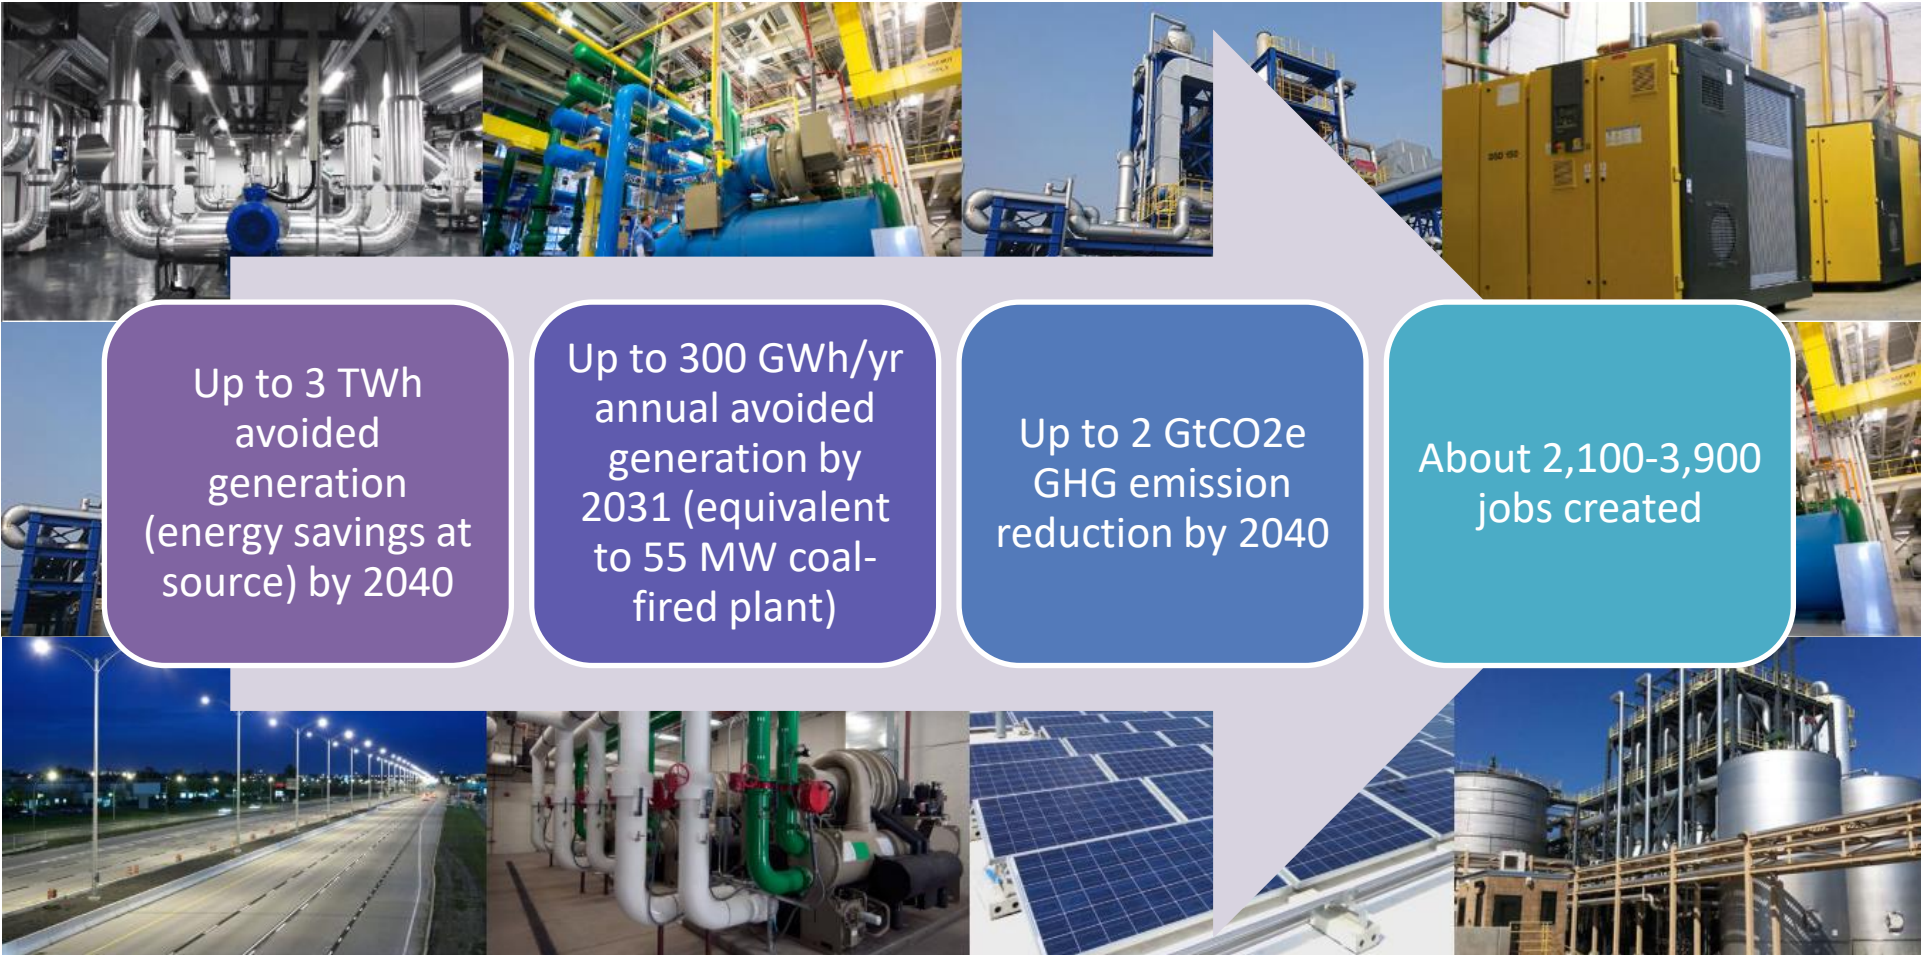 Up to 3 TWh
avoided
generation
(energy savings at
source) by 2040
Up to 300 GWh/yr
annual avoided
generation by
2031 (equivalent
to 55 MW coal-
fired plant)
Up to 2 GtCO2e
GHG emission
reduction by 2040
About 2,100-3,900
jobs created